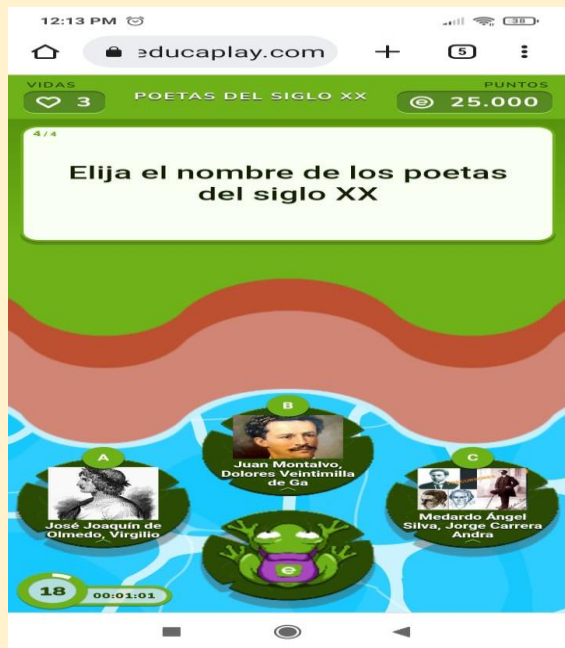 12:13 PM
38
educaplay.com
5
VIDAS
3
POETAS DEL SIGLO XX
PUNTOS
25.000
4/4
Elija el nombre de los poetas
del siglo XX
A
José Joaquín de
Olmedo, Virgilio
B
Juan Montalvo,
Dolores Veintimilla
de Ga
C
Medardo Ángel
Silva, Jorge Carrera
Andra
e
18
00:01:01